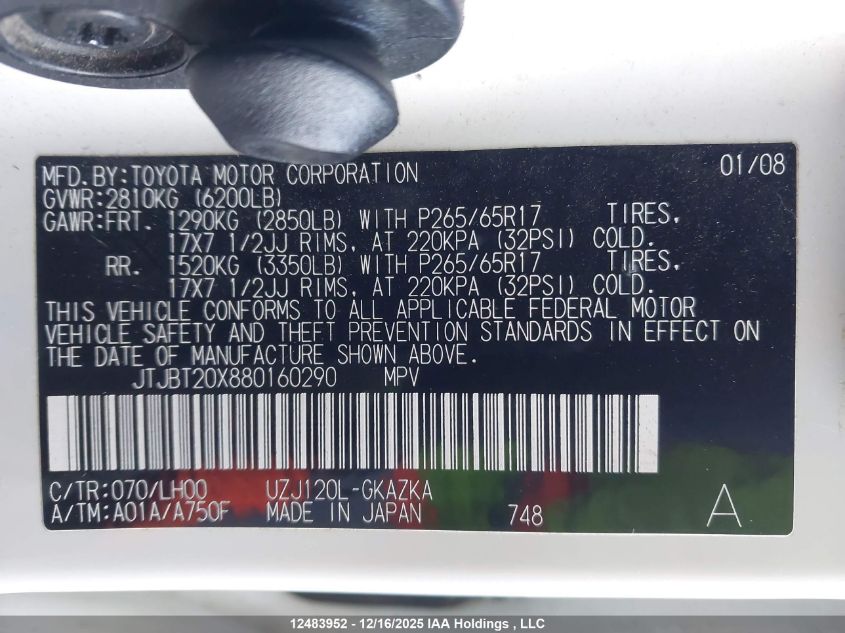 MFD.BY:TOYOTA MOTOR CORPORATION 01/08
GVWR:2810KG (6200LB)
GAWR:FRT. 1290KG (2850LB) WITH P265/65R17 TIRES,
17X7 1/2JJ RIMS, AT 220KPA (32PSI) COLD.
RR. 1520KG (3350LB) WITH P265/65R17 TIRES,
17X7 1/2JJ RIMS, AT 220KPA (32PSI) COLD.
THIS VEHICLE CONFORMS TO ALL APPLICABLE FEDERAL MOTOR
VEHICLE SAFETY AND THEFT PREVENTION STANDARDS IN EFFECT ON
THE DATE OF MANUFACTURE SHOWN ABOVE.
JTJBT20X880160290 MPV
C/TR:070/LH00 UZJ120L-GKAZKA
A/TM:A01A/A750F MADE IN JAPAN 748 A
12483952 - 12/16/2025 IAA Holdings , LLC